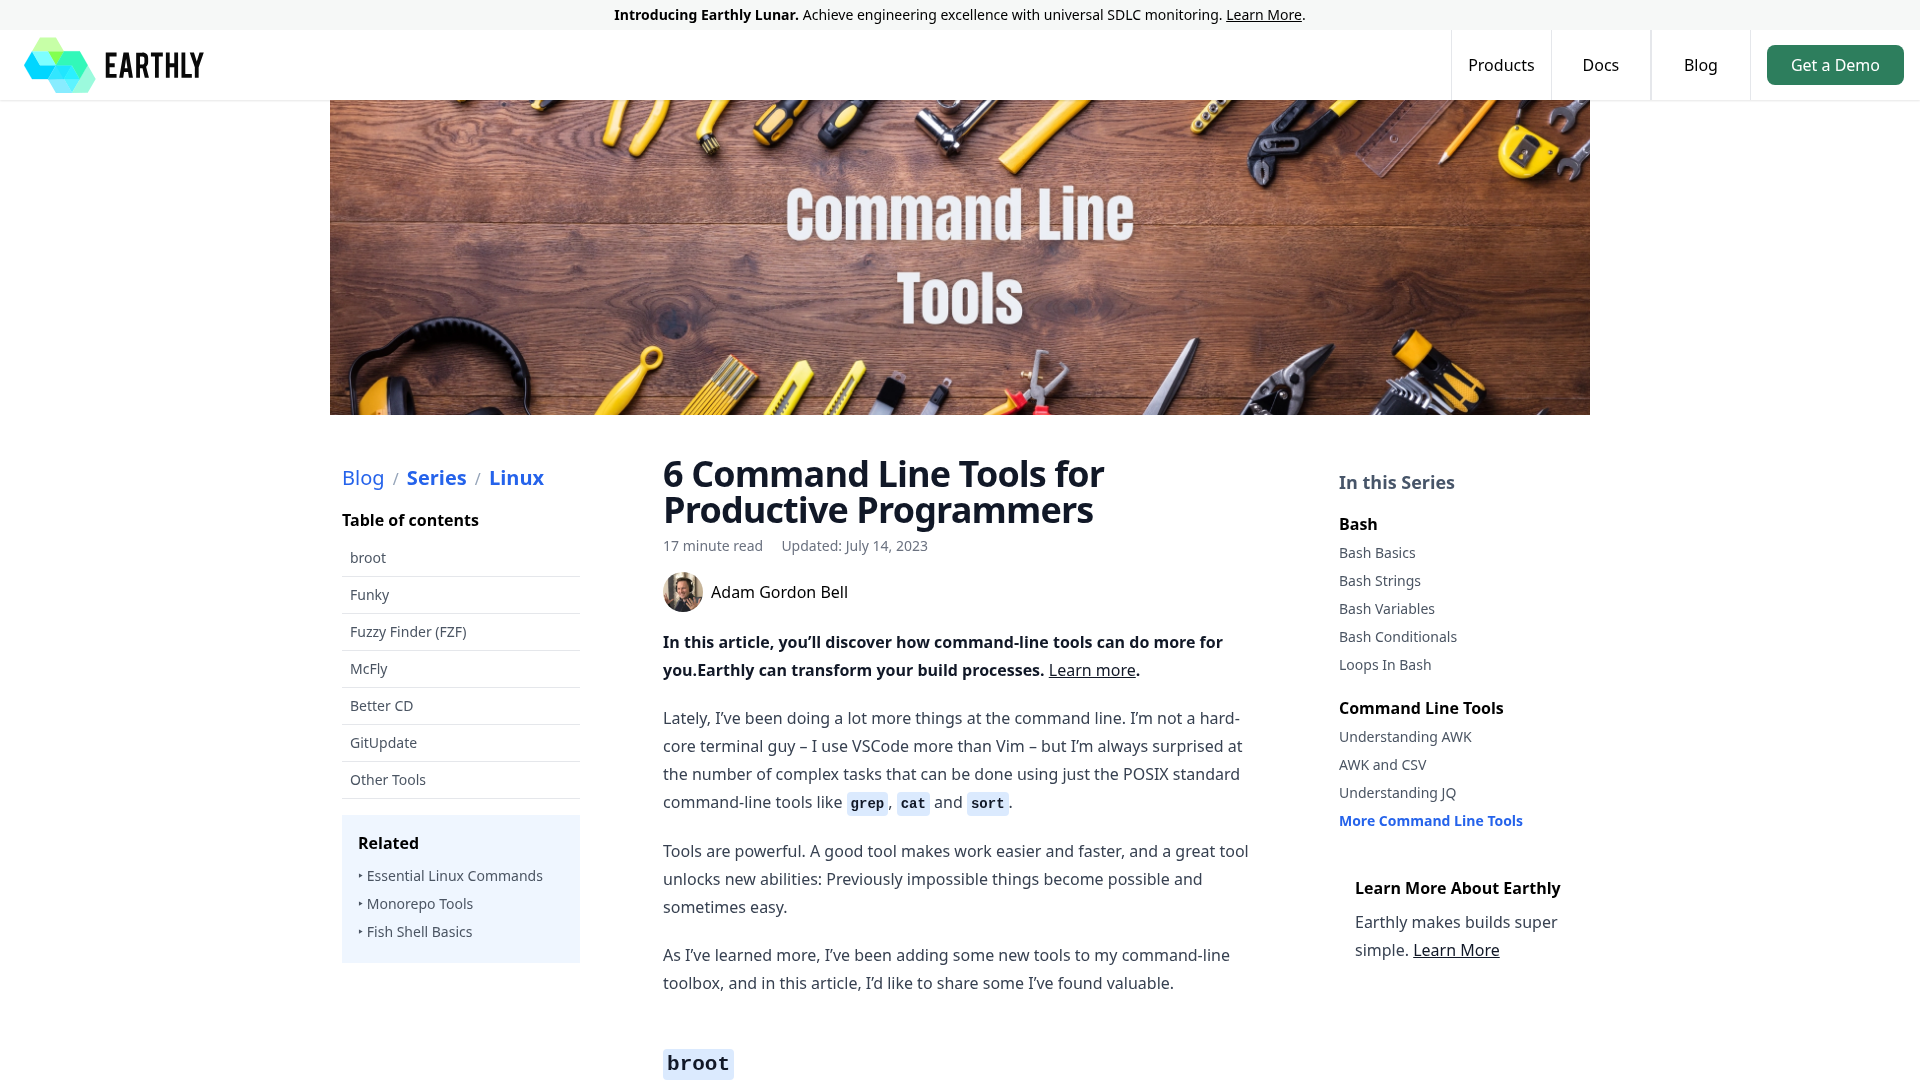 Introducing Earthly Lunar. Achieve engineering excellence with universal SDLC monitoring. Learn More.
EARTHLY
Products
Docs
Blog
Get a Demo
Command Line
Tools
Blog / Series / Linux
Table of contents
broot
Funky
Fuzzy Finder (FZF)
McFly
Better CD
GitUpdate
Other Tools
Related
‣ Essential Linux Commands
‣ Monorepo Tools
‣ Fish Shell Basics
6 Command Line Tools for
Productive Programmers
17 minute read Updated: July 14, 2023
Adam Gordon Bell
In this article, you’ll discover how command-line tools can do more for
you.Earthly can transform your build processes. Learn more.
Lately, I’ve been doing a lot more things at the command line. I’m not a hard-
core terminal guy – I use VSCode more than Vim – but I’m always surprised at
the number of complex tasks that can be done using just the POSIX standard
command-line tools like grep, cat and sort.
Tools are powerful. A good tool makes work easier and faster, and a great tool
unlocks new abilities: Previously impossible things become possible and
sometimes easy.
As I’ve learned more, I’ve been adding some new tools to my command-line
toolbox, and in this article, I’d like to share some I’ve found valuable.
broot
In this Series
Bash
Bash Basics
Bash Strings
Bash Variables
Bash Conditionals
Loops In Bash
Command Line Tools
Understanding AWK
AWK and CSV
Understanding JQ
More Command Line Tools
Learn More About Earthly
Earthly makes builds super
simple. Learn More